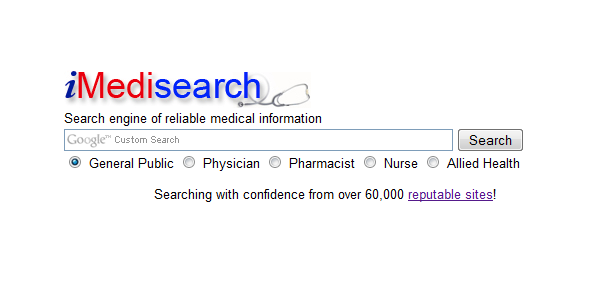 iMedisearch
Search engine of reliable medical information
Google™ Custom Search Search
General Public Physician Pharmacist Nurse Allied Health
Searching with confidence from over 60,000 reputable sites!